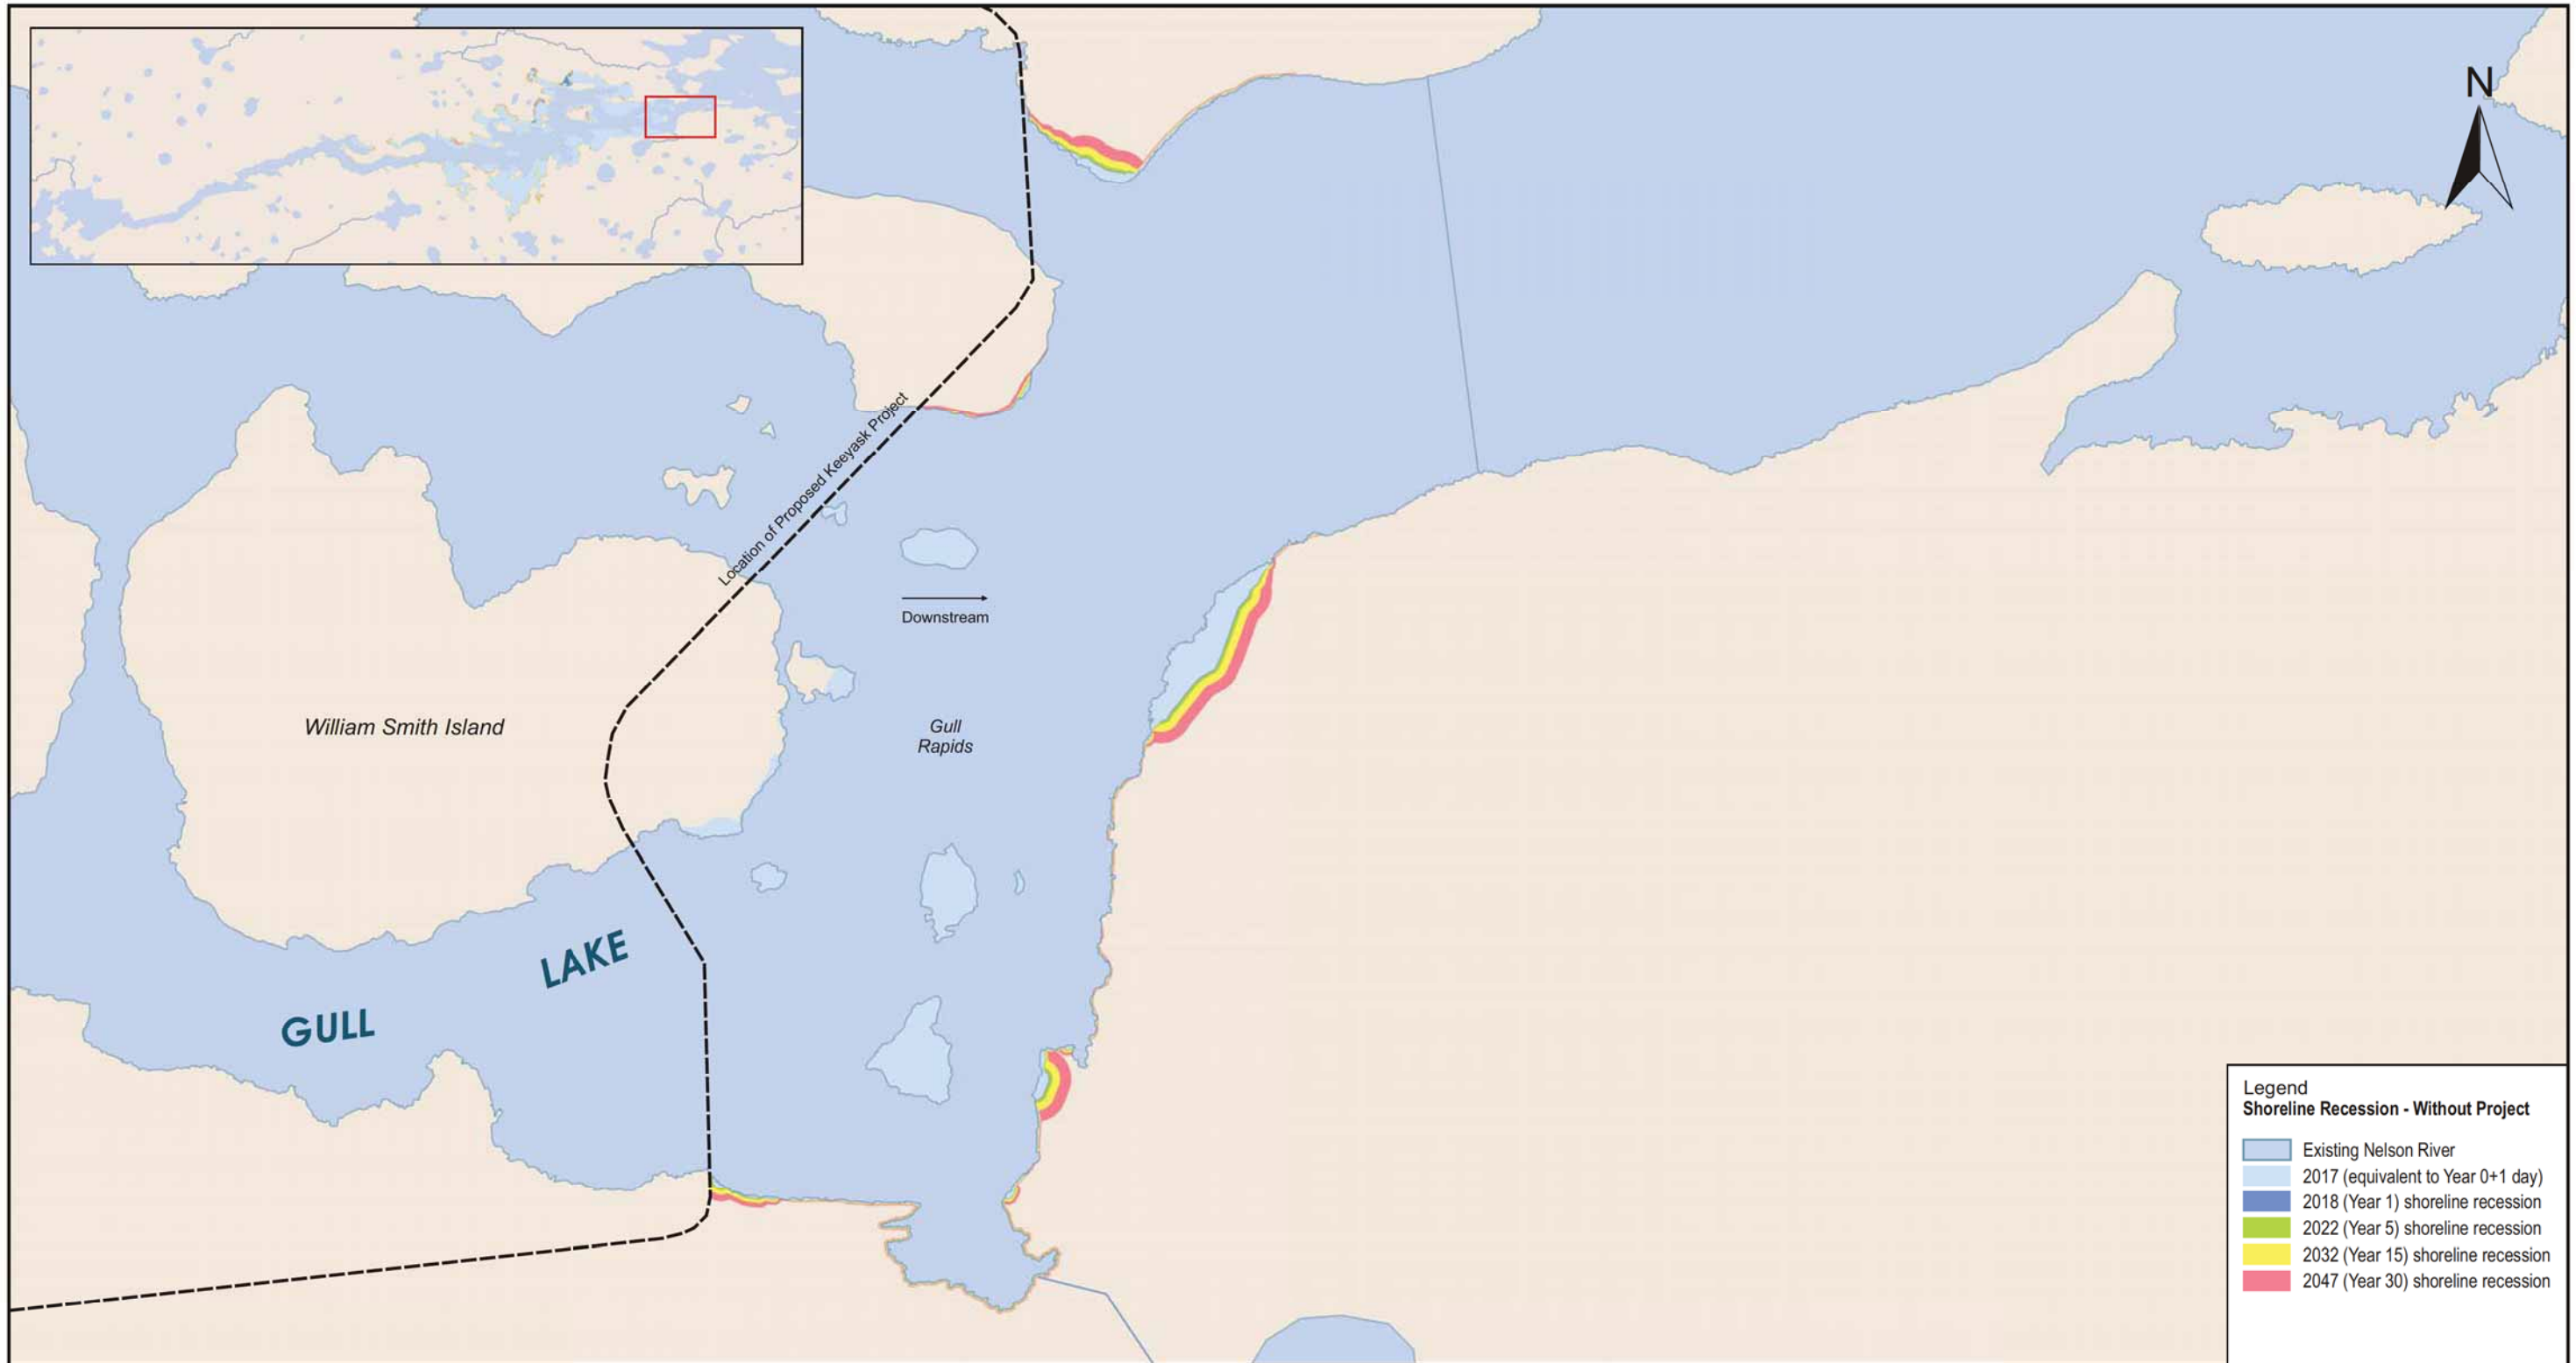 N
Location of Proposed Keeyask Project
Downstream
William Smith Island
Gull
Rapids
LAKE
GULL
Legend
Shoreline Recession - Without Project
Existing Nelson River
2017 (equivalent to Year 0+1 day)
2018 (Year 1) shoreline recession
2022 (Year 5) shoreline recession
2032 (Year 15) shoreline recession
2047 (Year 30) shoreline recession